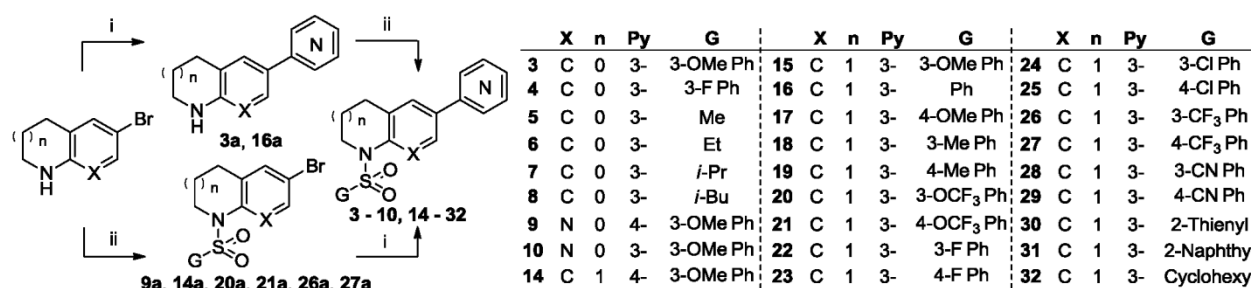 i
ii
( ) n
N
H
X
N
3a, 16a
( ) n
N
H
X
Br
( ) n
N
X
Br
G
S
O
O
9a, 14a, 20a, 21a, 26a, 27a
ii
i
( ) n
N
X
N
G
S
O
O
3 - 10, 14 - 32
X n Py G X n Py G X n Py G
3 C 0 3- 3-OMe Ph 15 C 1 3- 3-OMe Ph 24 C 1 3- 3-Cl Ph
4 C 0 3- 3-F Ph 16 C 1 3- Ph 25 C 1 3- 4-Cl Ph
5 C 0 3- Me 17 C 1 3- 4-OMe Ph 26 C 1 3- 3-CF3 Ph
6 C 0 3- Et 18 C 1 3- 3-Me Ph 27 C 1 3- 4-CF3 Ph
7 C 0 3- i-Pr 19 C 1 3- 4-Me Ph 28 C 1 3- 3-CN Ph
8 C 0 3- i-Bu 20 C 1 3- 3-OCF3 Ph 29 C 1 3- 4-CN Ph
9 N 0 4- 3-OMe Ph 21 C 1 3- 4-OCF3 Ph 30 C 1 3- 2-Thienyl
10 N 0 3- 3-OMe Ph 22 C 1 3- 3-F Ph 31 C 1 3- 2-Naphthy
14 C 1 4- 3-OMe Ph 23 C 1 3- 4-F Ph 32 C 1 3- Cyclohexy